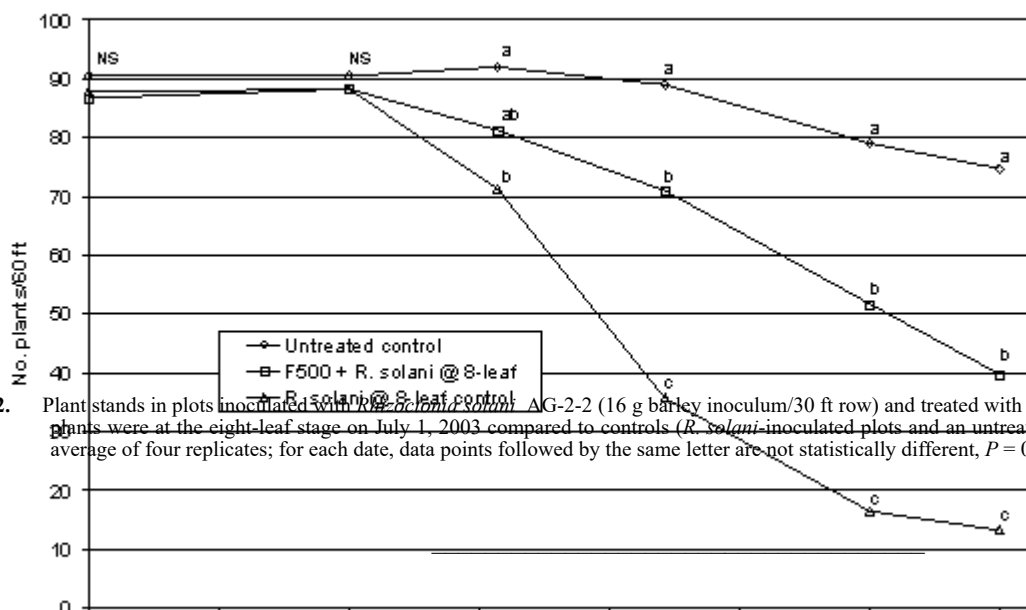 100
NS
NS
a
a
90
ab
a
80
a
b
b
70
No. plants/60 ft
60
b
50
b
Untreated control
F500 + R. solani @ 8-leaf
40
c
R. solani @ 8-leaf control
2. Plant stands in plots inoculated with Rhizoctonia solani AG-2-2 (16 g barley inoculum/30 ft row) and treated with
plants were at the eight-leaf stage on July 1, 2003 compared to controls (R. solani-inoculated plots and an untrea
30
average of four replicates; for each date, data points followed by the same letter are not statistically different, P = 0
20
c
c
10
0